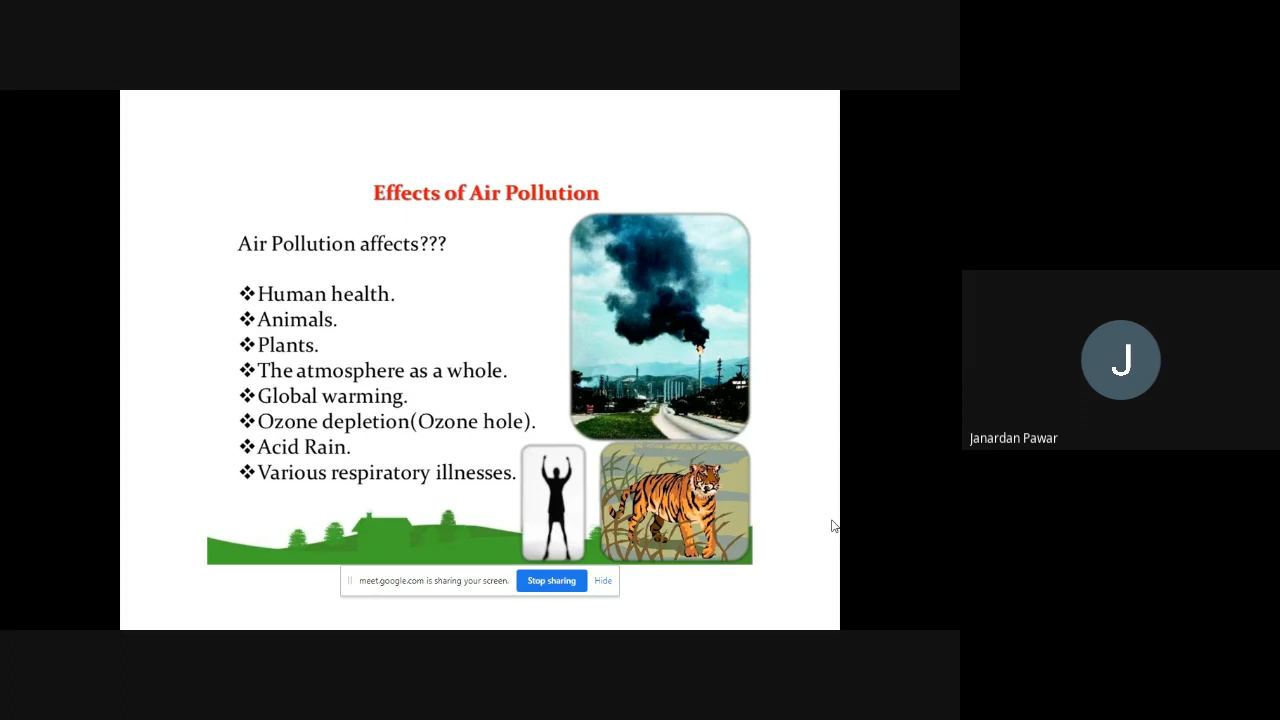 Effects of Air Pollution
Air Pollution affects???
❖Human health.
❖Animals.
❖Plants.
❖The atmosphere as a whole.
❖Global warming.
❖Ozone depletion(Ozone hole).
❖Acid Rain.
❖Various respiratory illnesses.
meet.google.com is sharing your screen. Stop sharing Hide
J
Janardan Pawar